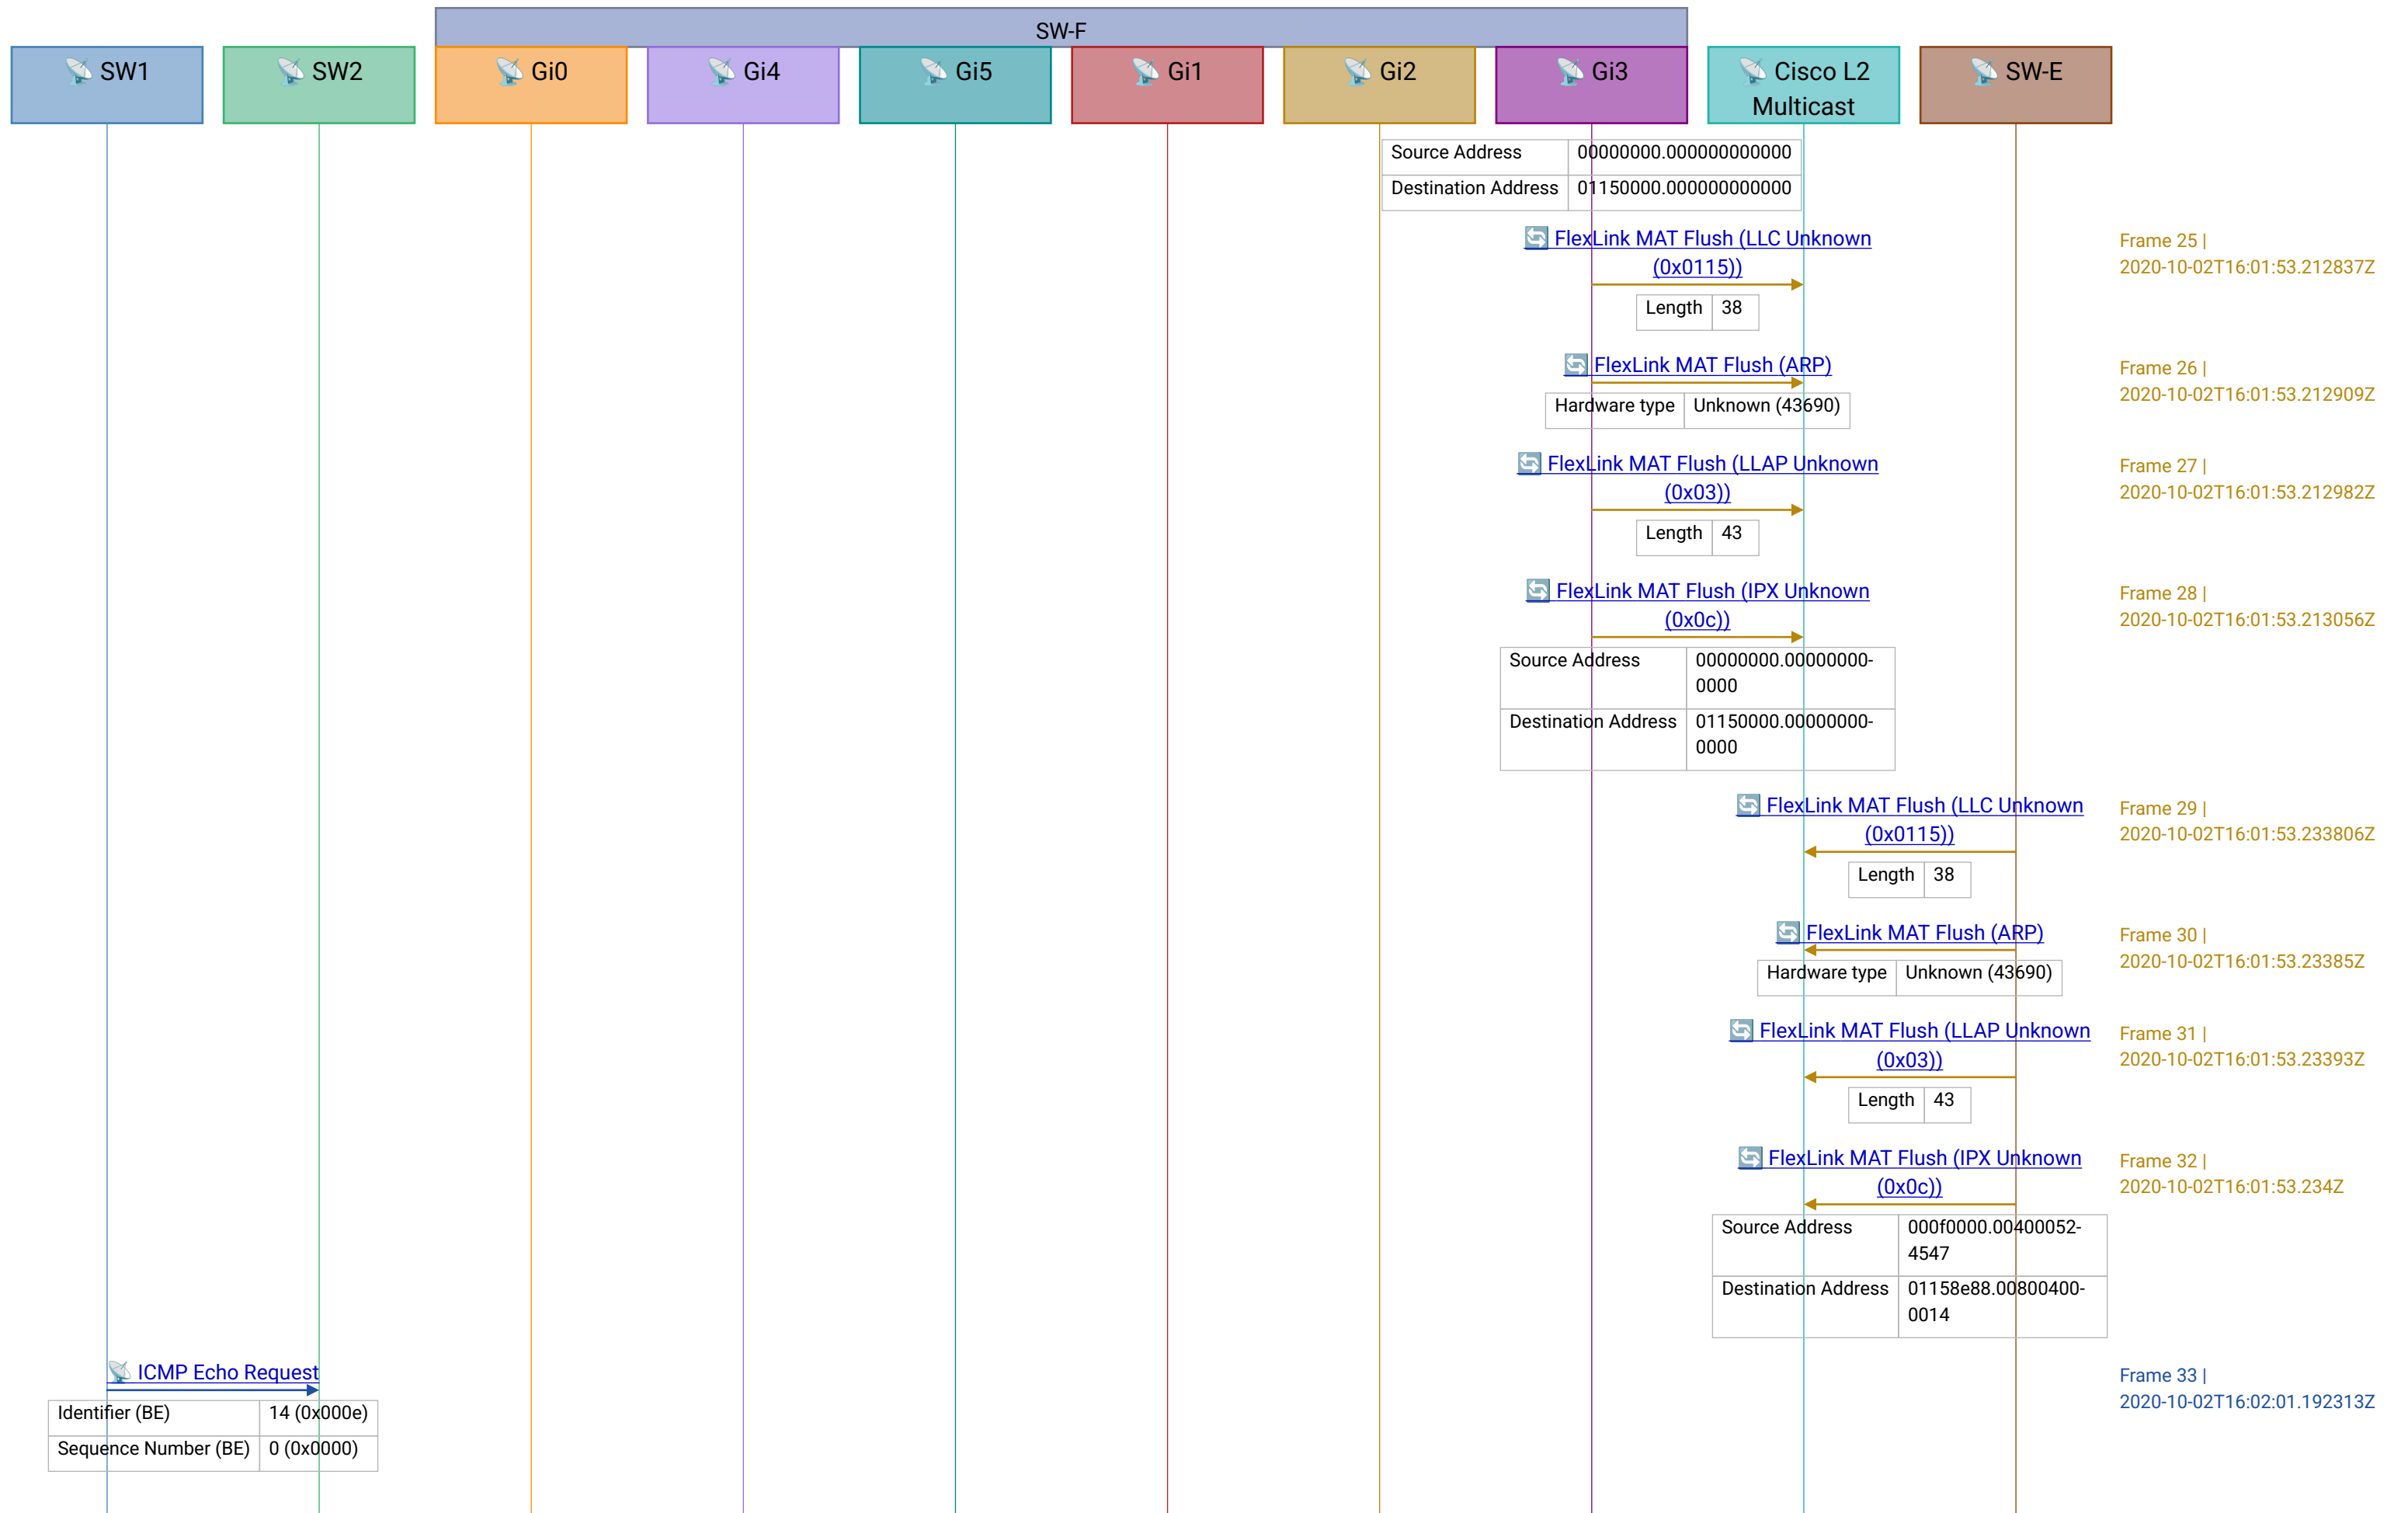 SW-F
SW1
SW2
Gi0
Gi4
Gi5
Gi1
Gi2
Gi3
Cisco L2
Multicast
SW-E
Source Address 00000000.000000000000
Destination Address 01150000.000000000000
FlexLink MAT Flush (LLC Unknown
(0x0115))
Frame 25 |
2020-10-02T16:01:53.212837Z
Length 38
FlexLink MAT Flush (ARP)
Frame 26 |
2020-10-02T16:01:53.212909Z
Hardware type Unknown (43690)
FlexLink MAT Flush (LLAP Unknown
(0x03))
Frame 27 |
2020-10-02T16:01:53.212982Z
Length 43
FlexLink MAT Flush (IPX Unknown
(0x0c))
Frame 28 |
2020-10-02T16:01:53.213056Z
Source Address 00000000.00000000-
0000
Destination Address 01150000.00000000-
0000
FlexLink MAT Flush (LLC Unknown
(0x0115))
Frame 29 |
2020-10-02T16:01:53.233806Z
Length 38
FlexLink MAT Flush (ARP)
Frame 30 |
2020-10-02T16:01:53.23385Z
Hardware type Unknown (43690)
FlexLink MAT Flush (LLAP Unknown
(0x03))
Frame 31 |
2020-10-02T16:01:53.23393Z
Length 43
FlexLink MAT Flush (IPX Unknown
(0x0c))
Frame 32 |
2020-10-02T16:01:53.234Z
Source Address 000f0000.00400052-
4547
Destination Address 01158e88.00800400-
0014
ICMP Echo Request
Frame 33 |
2020-10-02T16:02:01.192313Z
Identifier (BE) 14 (0x000e)
Sequence Number (BE) 0 (0x0000)